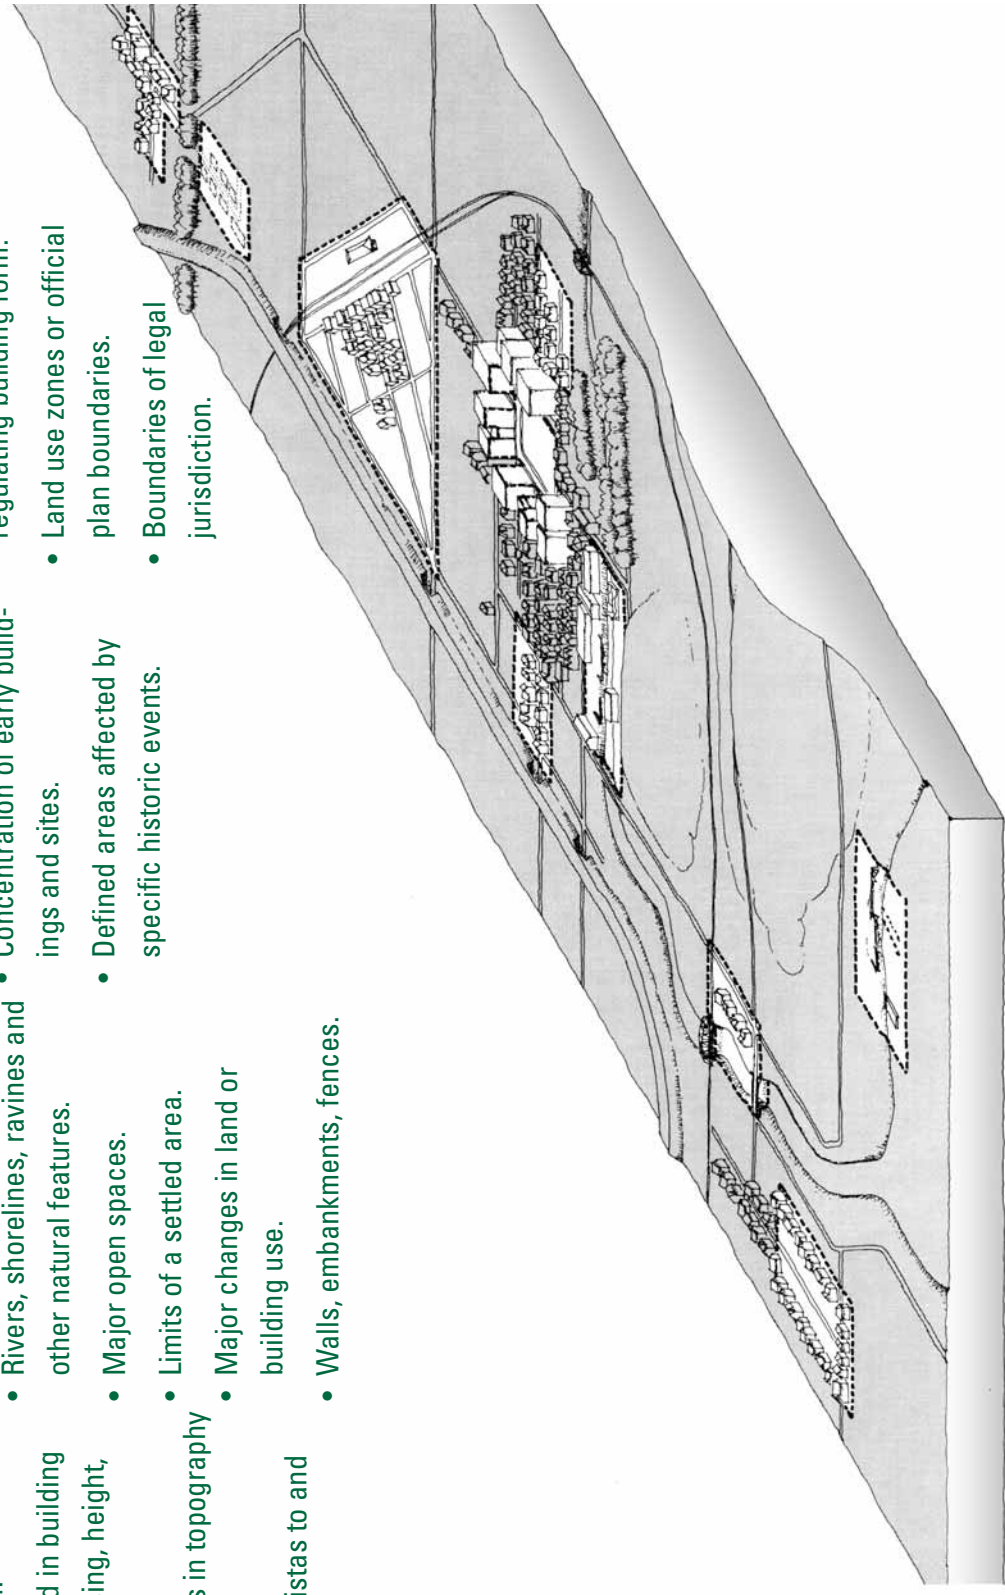 d in building
ing, height,
s in topography
istas to and
• Rivers, shorelines, ravines and
other natural features.
• Major open spaces.
• Limits of a settled area.
• Major changes in land or
building use.
• Walls, embankments, fences.
• Concentration of early build-
ings and sites.
• Defined areas affected by
specific historic events.
regulating building form.
• Land use zones or official
plan boundaries.
• Boundaries of legal
jurisdiction.